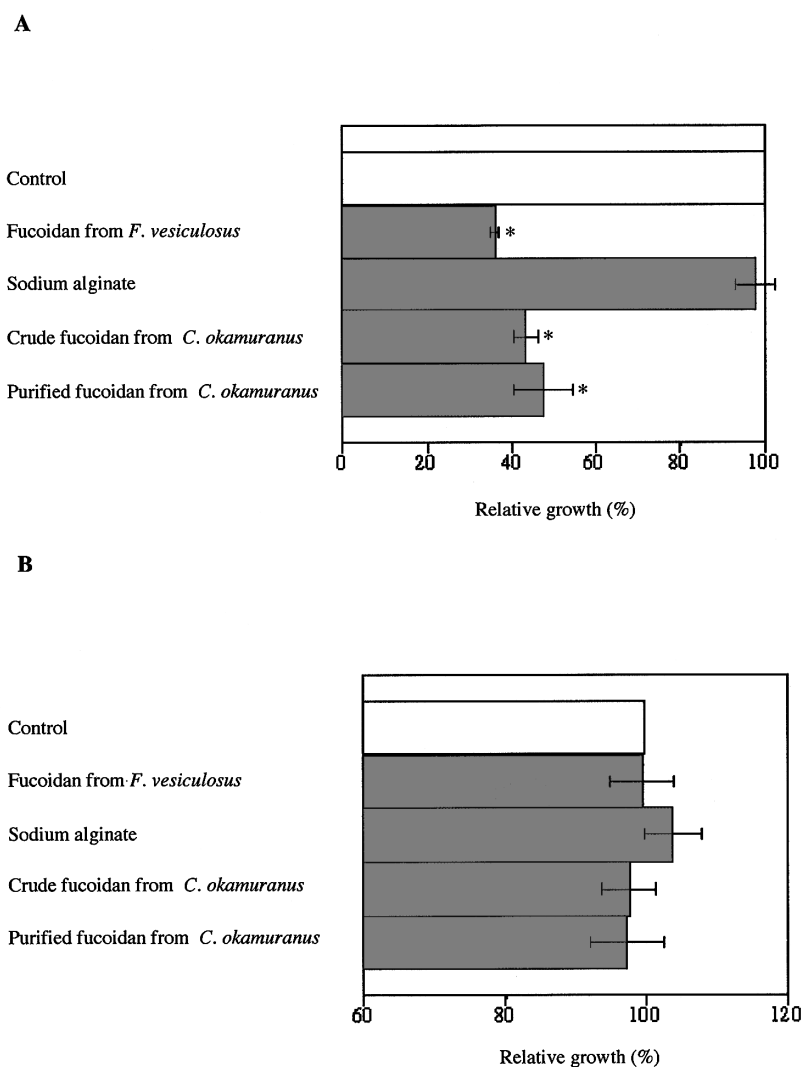 A
Control
Fucoidan from F. vesiculosus
*
Sodium alginate
Crude fucoidan from C. okamuranus
*
Purified fucoidan from C. okamuranus
*
0 20 40 60 80 100
Relative growth (%)
B
Control
Fucoidan from F. vesiculosus
Sodium alginate
Crude fucoidan from C. okamuranus
Purified fucoidan from C. okamuranus
60 80 100 120
Relative growth (%)